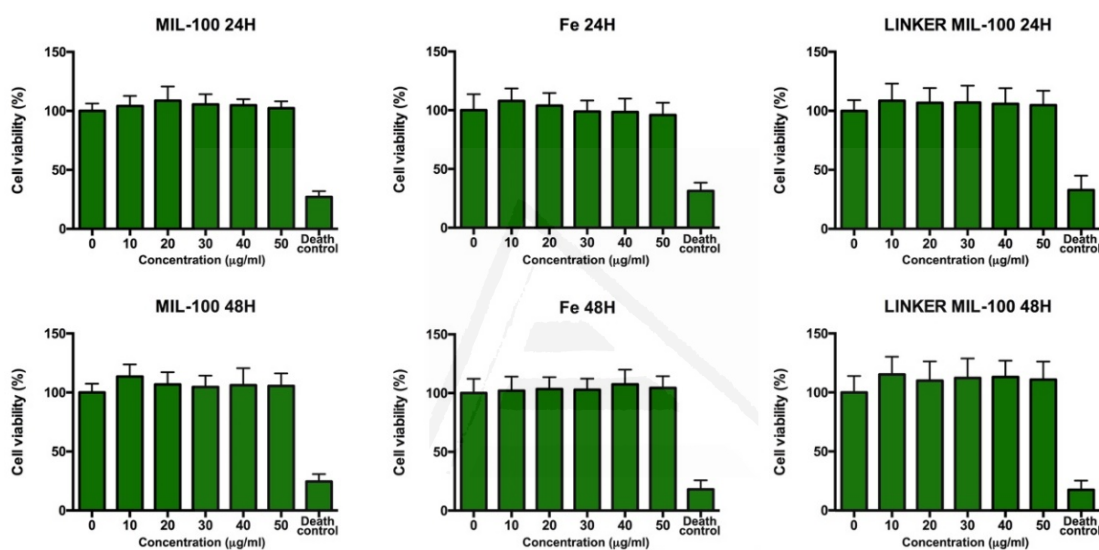 MIL-100 24H
Cell viability (%)
150
100
50
0
0 10 20 30 40 50 Death control
Concentration (μg/ml)
Fe 24H
Cell viability (%)
150
100
50
0
0 10 20 30 40 50 Death control
Concentration (μg/ml)
LINKER MIL-100 24H
Cell viability (%)
150
100
50
0
0 10 20 30 40 50 Death control
Concentration (μg/ml)
MIL-100 48H
Cell viability (%)
150
100
50
0
0 10 20 30 40 50 Death control
Concentration (μg/ml)
Fe 48H
Cell viability (%)
150
100
50
0
0 10 20 30 40 50 Death control
Concentration (μg/ml)
LINKER MIL-100 48H
Cell viability (%)
150
100
50
0
0 10 20 30 40 50 Death control
Concentration (μg/ml)